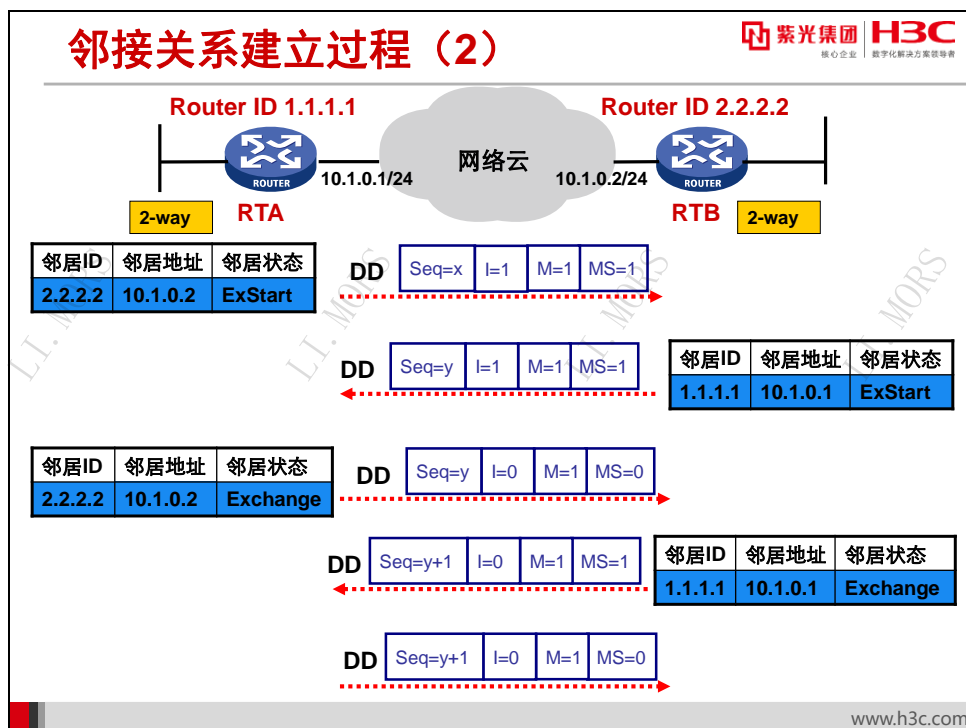 邻接关系建立过程（2）
紫光集团 H3C
核心企业 数字化解决方案领导者
Router ID 1.1.1.1
Router ID 2.2.2.2
网络云
ROUTER
10.1.0.1/24
10.1.0.2/24
ROUTER
2-way
RTA
RTB
2-way
邻居ID 邻居地址 邻居状态
2.2.2.2 10.1.0.2 ExStart
DD Seq=x I=1 M=1 MS=1
DD Seq=y I=1 M=1 MS=1
邻居ID 邻居地址 邻居状态
1.1.1.1 10.1.0.1 ExStart
邻居ID 邻居地址 邻居状态
2.2.2.2 10.1.0.2 Exchange
DD Seq=y I=0 M=1 MS=0
DD Seq=y+1 I=0 M=1 MS=1
邻居ID 邻居地址 邻居状态
1.1.1.1 10.1.0.1 Exchange
DD Seq=y+1 I=0 M=1 MS=0
LI. MORS
LI. MORS
LI. MORS
MORS
www.h3c.com